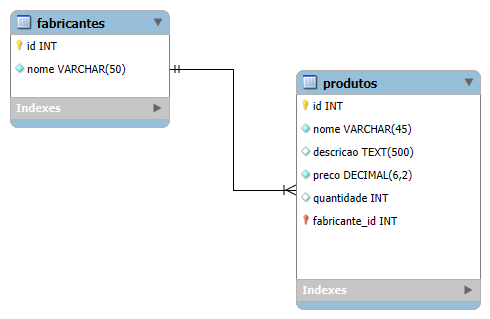 fabricantes
id INT
nome VARCHAR(50)
Indexes
produtos
id INT
nome VARCHAR(45)
descricao TEXT(500)
preco DECIMAL(6,2)
quantidade INT
fabricante_id INT
Indexes